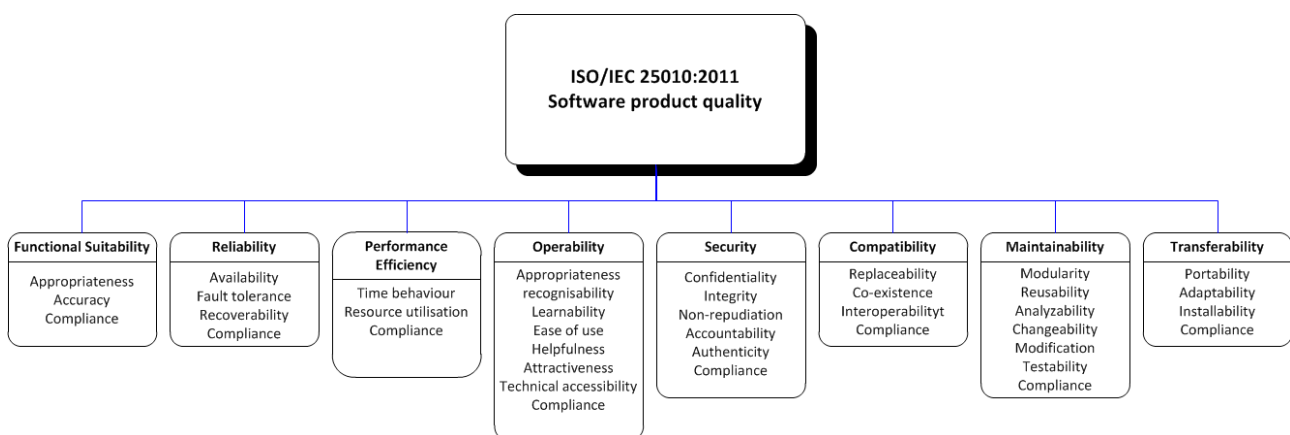 ISO/IEC 25010:2011
Software product quality
Functional Suitability
Appropriateness
Accuracy
Compliance
Reliability
Availability
Fault tolerance
Recoverability
Compliance
Performance
Efficiency
Time behaviour
Resource utilisation
Compliance
Operability
Appropriateness
recognisability
Learnability
Ease of use
Helpfulness
Attractiveness
Technical accessibility
Compliance
Security
Confidentiality
Integrity
Non-repudiation
Accountability
Authenticity
Compliance
Compatibility
Replaceability
Co-existence
Interoperabilityt
Compliance
Maintainability
Modularity
Reusability
Analyzability
Changeability
Modification
Testability
Compliance
Transferability
Portability
Adaptability
Installability
Compliance